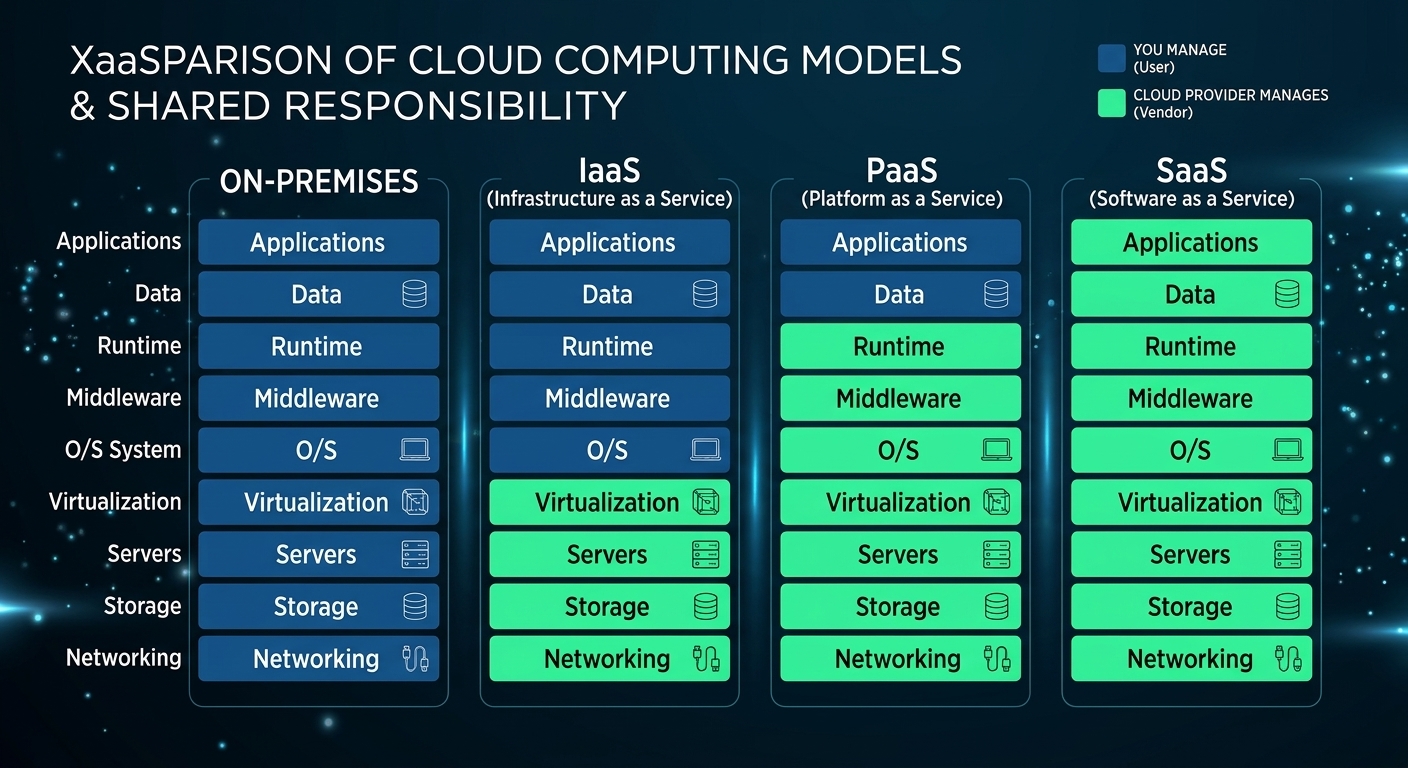 XaaSPARISON OF CLOUD COMPUTING MODELS
& SHARED RESPONSIBILITY
YOU MANAGE
(User)
CLOUD PROVIDER MANAGES
(Vendor)
ON-PREMISES
IaaS
(Infrastructure as a Service)
PaaS
(Platform as a Service)
SaaS
(Software as a Service)
Applications Applications Applications Applications Applications
Data Data Data Data Data
Runtime Runtime Runtime Runtime Runtime
Middleware Middleware Middleware Middleware Middleware
O/S System O/S O/S O/S O/S
Virtualization Virtualization Virtualization Virtualization Virtualization
Servers Servers Servers Servers Servers
Storage Storage Storage Storage Storage
Networking Networking Networking Networking Networking